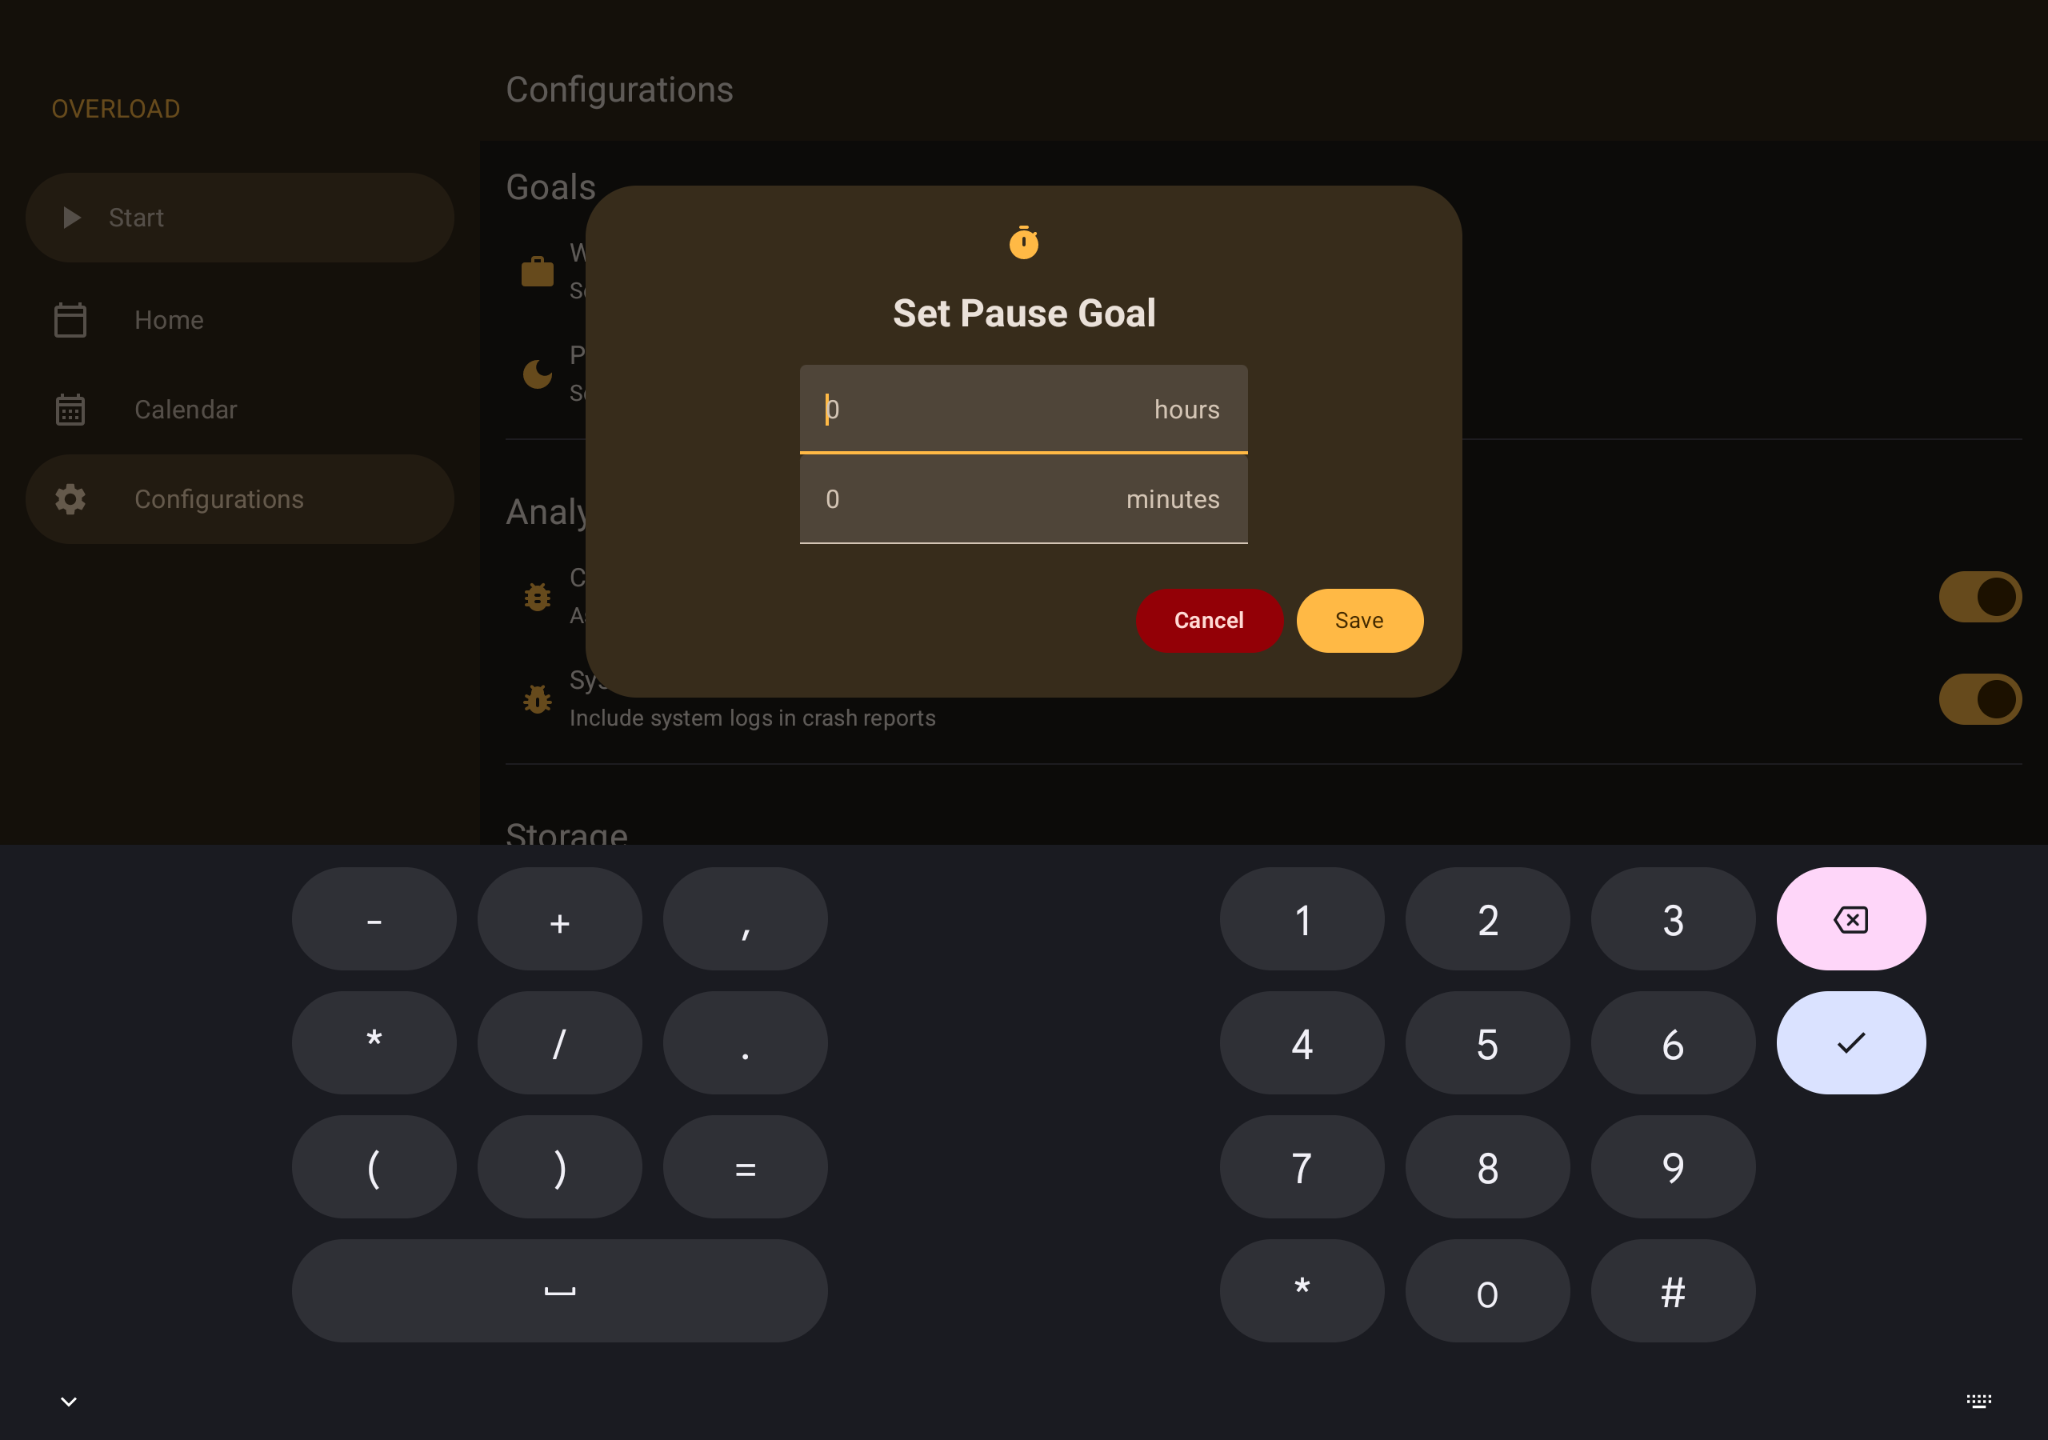 OVERLOAD
Start
Home
Calendar
Configurations
Configurations
Goals
Analy
Sys
Include system logs in crash reports
Storage
Set Pause Goal
0 hours
0 minutes
Cancel
Save
- + , 1 2 3
* / . 4 5 6
( ) = 7 8 9
* 0 #